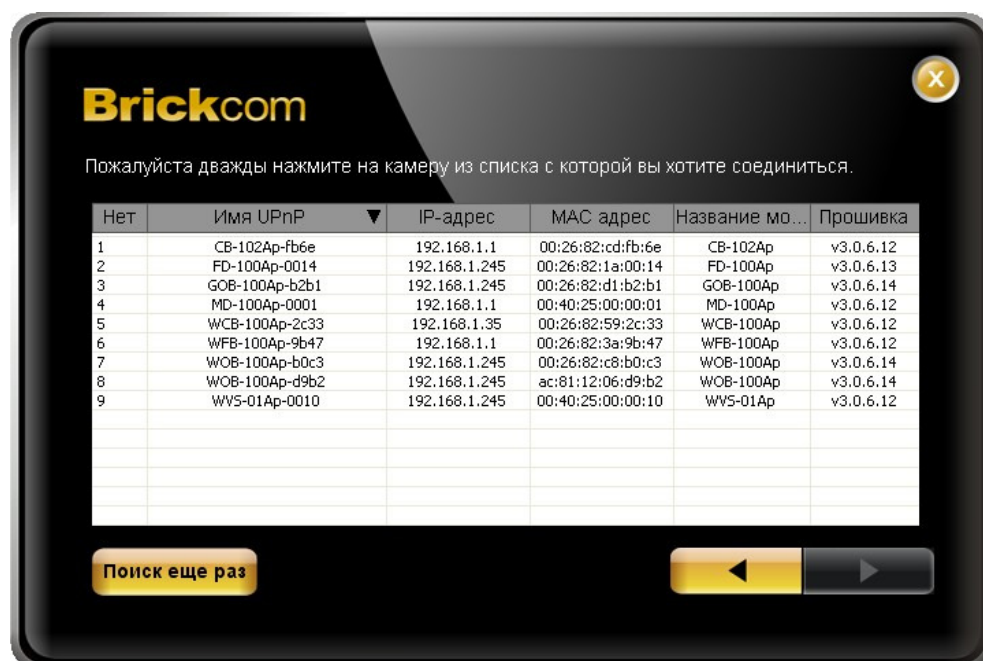 X
Brickcom
Пожалуйста дважды нажмите на камеру из списка с которой вы хотите соединиться.
Нет Имя UPnP ▼ IP-адрес MAC адрес Название мо... Прошивка
1 CB-102Ap-fb6e 192.168.1.1 00:26:82:cd:fb:6e CB-102Ap v3.0.6.12
2 FD-100Ap-0014 192.168.1.245 00:26:82:1a:00:14 FD-100Ap v3.0.6.13
3 GOB-100Ap-b2b1 192.168.1.245 00:26:82:d1:b2:b1 GOB-100Ap v3.0.6.14
4 MD-100Ap-0001 192.168.1.1 00:40:25:00:00:01 MD-100Ap v3.0.6.12
5 WCB-100Ap-2c33 192.168.1.35 00:26:82:59:2c:33 WCB-100Ap v3.0.6.12
6 WFB-100Ap-9b47 192.168.1.1 00:26:82:3a:9b:47 WFB-100Ap v3.0.6.12
7 WOB-100Ap-b0c3 192.168.1.245 00:26:82:c8:b0:c3 WOB-100Ap v3.0.6.14
8 WOB-100Ap-d9b2 192.168.1.245 ac:81:12:06:d9:b2 WOB-100Ap v3.0.6.14
9 WVS-01Ap-0010 192.168.1.245 00:40:25:00:00:10 WVS-01Ap v3.0.6.12
Поиск еще раз